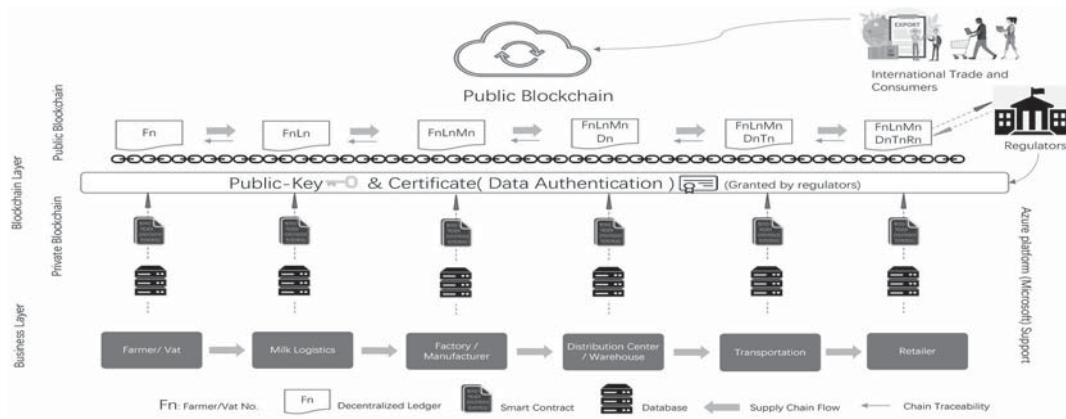 EXPORT
International Trade and
Consumers
Public Blockchain
Regulators
Blockchain Layer
Public Blockchain
Fn
FnLn
FnLnMn
FnLnMn
Dn
FnLnMn
DnTn
FnLnMn
DnTnRn
Public-Key & Certificate( Data Authentication ) (Granted by regulators)
Private Blockchain
Azure platform (Microsoft) Support
Business Layer
Farmer/ Vat
Milk Logistics
Factory /
Manufacturer
Distribution Center
/ Warehouse
Transportation
Retailer
Fn: Farmer/Vat No.
Fn
Decentralized Ledger
Smart Contract
Database
Supply Chain Flow
Chain Traceability